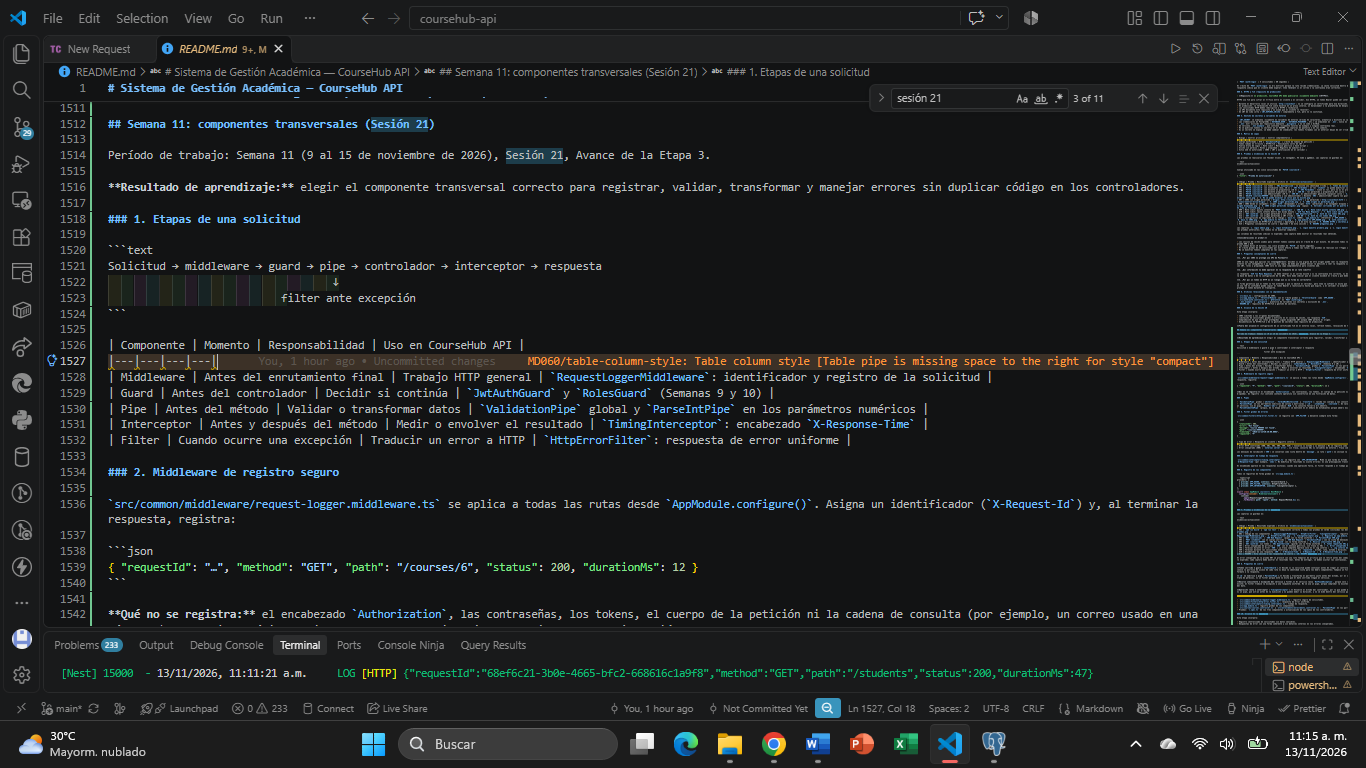 File Edit Selection View Go Run ··· coursehub-api
New Request
README.md 9+, M
README.md > # Sistema de Gestión Académica — CourseHub API > ## Semana 11: componentes transversales (Sesión 21) > ### 1. Etapas de una solicitud
Text Editor
1 # Sistema de Gestión Académica — CourseHub API
sesión 21 Aa ab .* 3 of 11
1511
1512 ## Semana 11: componentes transversales (Sesión 21)
1513
1514 Período de trabajo: Semana 11 (9 al 15 de noviembre de 2026), Sesión 21, Avance de la Etapa 3.
1515
1516 **Resultado de aprendizaje:** elegir el componente transversal correcto para registrar, validar, transformar y manejar errores sin duplicar código en los controladores.
1517
1518 ### 1. Etapas de una solicitud
1519
1520 ```text
1521 Solicitud → middleware → guard → pipe → controlador → interceptor → respuesta
1522 ↓
1523 filter ante excepción
1524 ```
1525
1526 | Componente | Momento | Responsabilidad | Uso en CourseHub API |
1527 |---|---|---|---| You, 1 hour ago • Uncommitted changes MD060/table-column-style: Table column style [Table pipe is missing space to the right for style "compact"]
1528 | Middleware | Antes del enrutamiento final | Trabajo HTTP general | `RequestLoggerMiddleware`: identificador y registro de la solicitud |
1529 | Guard | Antes del controlador | Decidir si continúa | `JwtAuthGuard` y `RolesGuard` (Semanas 9 y 10) |
1530 | Pipe | Antes del método | Validar o transformar datos | `ValidationPipe` global y `ParseIntPipe` en los parámetros numéricos |
1531 | Interceptor | Antes y después del método | Medir o envolver el resultado | `TimingInterceptor`: encabezado `X-Response-Time` |
1532 | Filter | Cuando ocurre una excepción | Traducir un error a HTTP | `HttpErrorFilter`: respuesta de error uniforme |
1533
1534 ### 2. Middleware de registro seguro
1535
1536 `src/common/middleware/request-logger.middleware.ts` se aplica a todas las rutas desde `AppModule.configure()`. Asigna un identificador (`X-Request-Id`) y, al terminar la
respuesta, registra:
1537
1538 ```json
1539 { "requestId": "…", "method": "GET", "path": "/courses/6", "status": 200, "durationMs": 12 }
1540 ```
1541
1542 **Qué no se registra:** el encabezado `Authorization`, las contraseñas, los tokens, el cuerpo de la petición ni la cadena de consulta (por ejemplo, un correo usado en una
Problems 233 Output Debug Console Terminal Ports Console Ninja Query Results
[Nest] 15000 - 13/11/2026, 11:11:21 a.m. LOG [HTTP] {"requestId":"68ef6c21-3b0e-4665-bfc2-668616c1a9f8","method":"GET","path":"/students","status":200,"durationMs":47}
node
powersh...
29
main* Launchpad 0 233 Connect Live Share You, 1 hour ago Not Committed Yet Ln 1527, Col 18 Spaces: 2 UTF-8 CRLF Markdown Go Live Ninja Prettier
30°C
Mayorm. nublado
Buscar
11:15 a. m.
13/11/2026